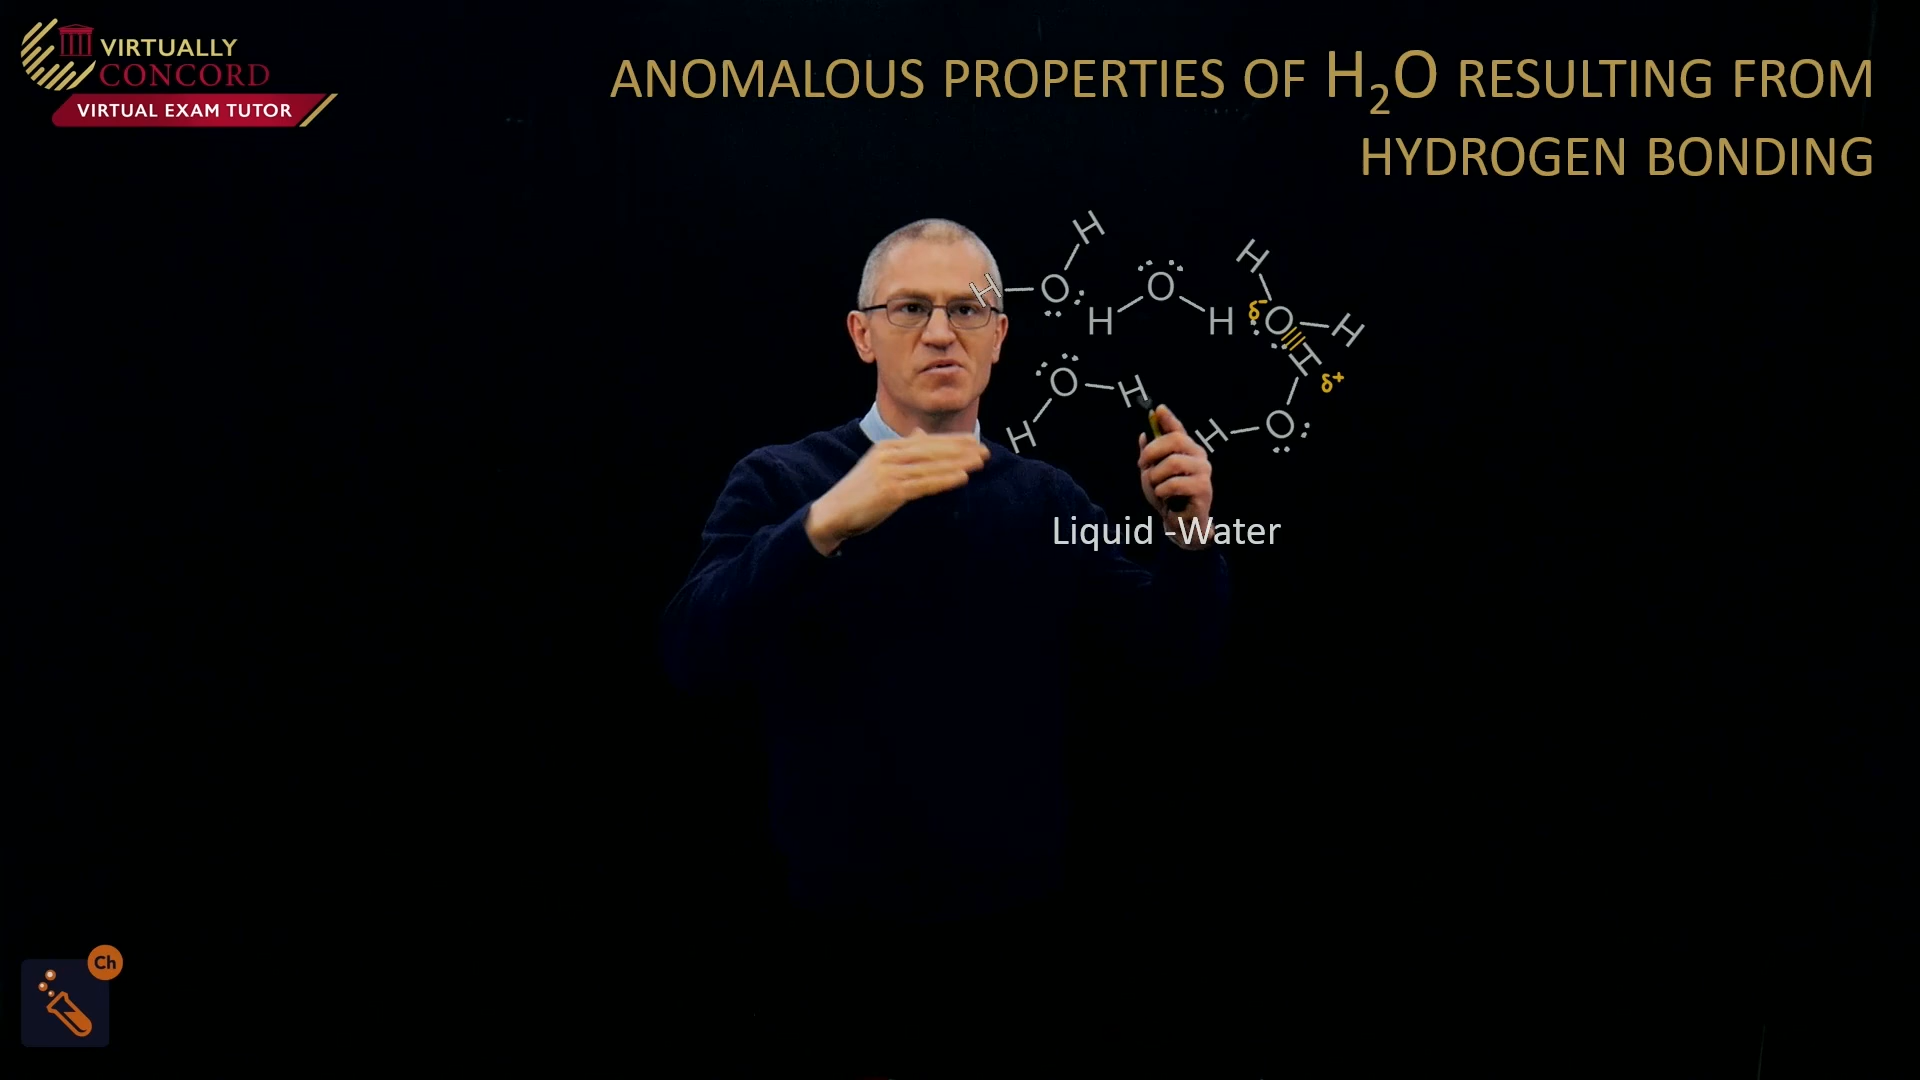 VIRTUALLY
CONCORD
VIRTUAL EXAM TUTOR
ANOMALOUS PROPERTIES OF H₂O RESULTING FROM
HYDROGEN BONDING
H
H O
O
H H
H
δ⁻ O H
H δ⁺
O H
H
H O
Liquid -Water
Ch